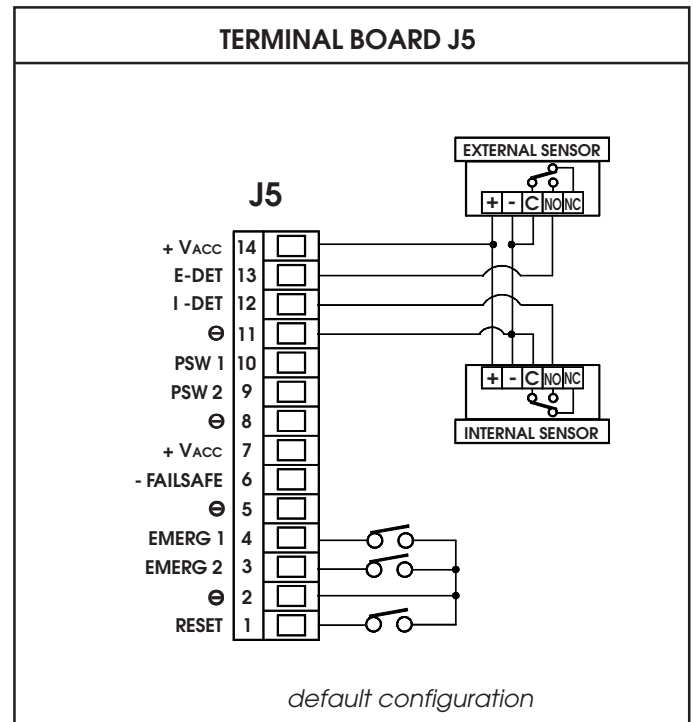 TERMINAL BOARD J5
EXTERNAL SENSOR
+ - C NO NC
J5
+ VACC 14
E-DET 13
I -DET 12
⊖ 11
PSW 1 10
PSW 2 9
⊖ 8
+ VACC 7
- FAILSAFE 6
⊖ 5
EMERG 1 4
EMERG 2 3
⊖ 2
RESET 1
+ - C NO NC
INTERNAL SENSOR
default configuration